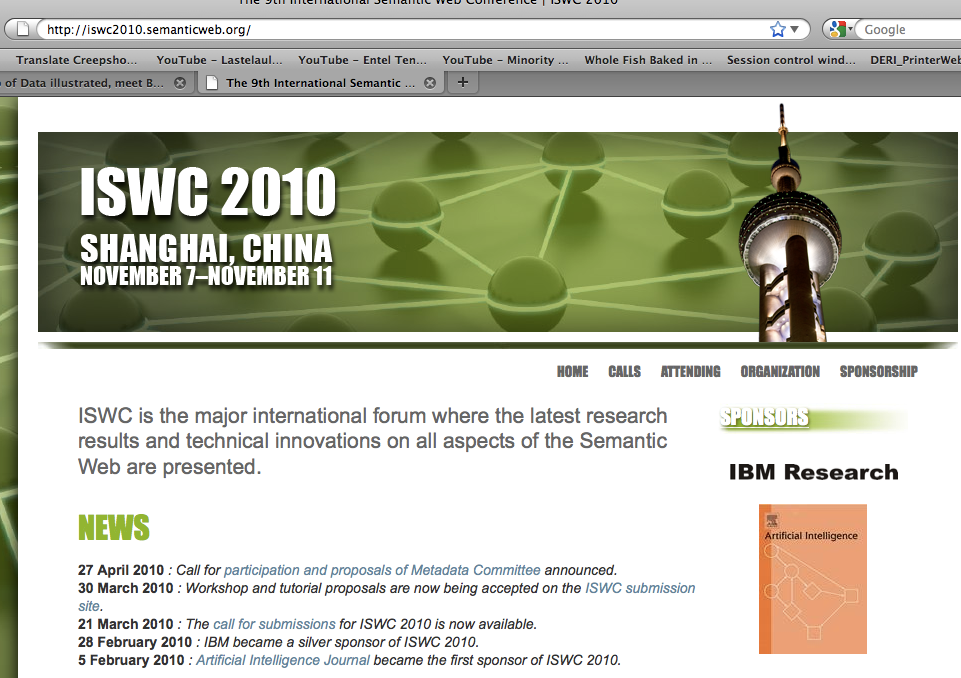 The 9th International Semantic Web Conference | ISWC 2010
http://iswc2010.semanticweb.org/
Google
Translate Creepsho... YouTube - Lastelaul... YouTube - Entel Ten... YouTube - Minority ... Whole Fish Baked in ... Session control wind... DERI_PrinterWeb
of Data illustrated, meet B... The 9th International Semantic ... +
ISWC 2010
SHANGHAI, CHINA
NOVEMBER 7–NOVEMBER 11
HOME CALLS ATTENDING ORGANIZATION SPONSORSHIP
ISWC is the major international forum where the latest research
results and technical innovations on all aspects of the Semantic
Web are presented.
SPONSORS
IBM Research
Artificial Intelligence
NEWS
27 April 2010 : Call for participation and proposals of Metadata Committee announced.
30 March 2010 : Workshop and tutorial proposals are now being accepted on the ISWC submission
site.
21 March 2010 : The call for submissions for ISWC 2010 is now available.
28 February 2010 : IBM became a silver sponsor of ISWC 2010.
5 February 2010 : Artificial Intelligence Journal became the first sponsor of ISWC 2010.